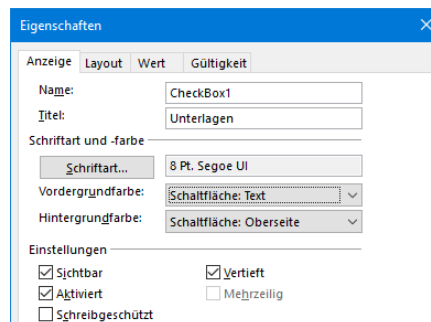 Eigenschaften
Anzeige Layout Wert Gültigkeit
Name: CheckBox1
Titel: Unterlagen
Schriftart und -farbe
Schriftart... 8 Pt. Segoe UI
Vordergrundfarbe: Schaltfläche: Text
Hintergrundfarbe: Schaltfläche: Oberseite
Einstellungen
Sichtbar Vertieft
Aktiviert Mehrzeilig
Schreibgeschützt